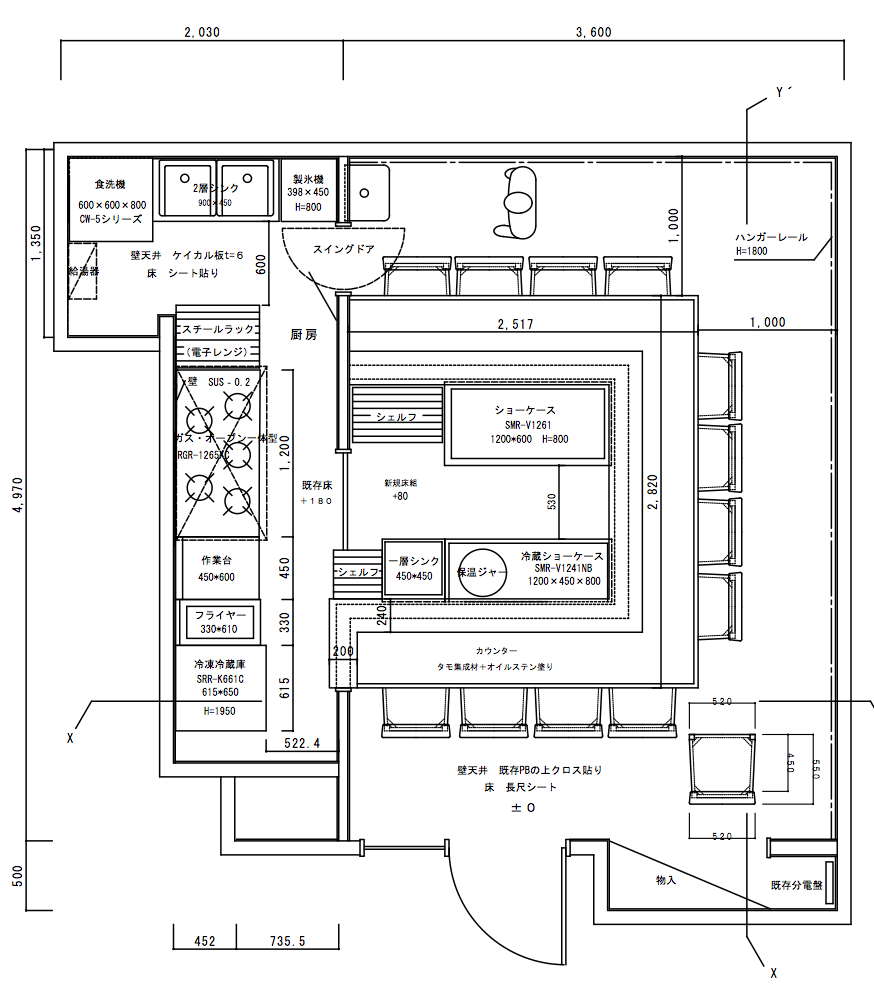 2,030
3,600
Y´
食洗機
600×600×800
CW-5シリーズ
2層シンク
900×450
製氷機
398×450
H=800
1,350
1,000
ハンガーレール
H=1800
スイングドア
壁天井 ケイカル板t=6
床 シート貼り
600
給湯器
厨房
スチールラック
(電子レンジ)
2,517
1,000
壁 SUS-0.2
ガス・オーブン一体型
RGR-1265XC
1,200
シェルフ
ショーケース
SMR-V1261
1200*600 H=800
4,970
既存床
+180
新規床組
+80
530
2,820
作業台
450*600
450
シェルフ
一層シンク
450*450
保温ジャー
冷蔵ショーケース
SMR-V1241NB
1200×450×800
フライヤー
330*610
330
240
200
カウンター
タモ集成材+オイルステン塗り
冷凍冷蔵庫
SRR-K661C
615*650
H=1950
615
X
522.4
520
450
550
520
壁天井 既存PBの上クロス貼り
床 長尺シート
±0
500
物入
既存分電盤
452
735.5
X